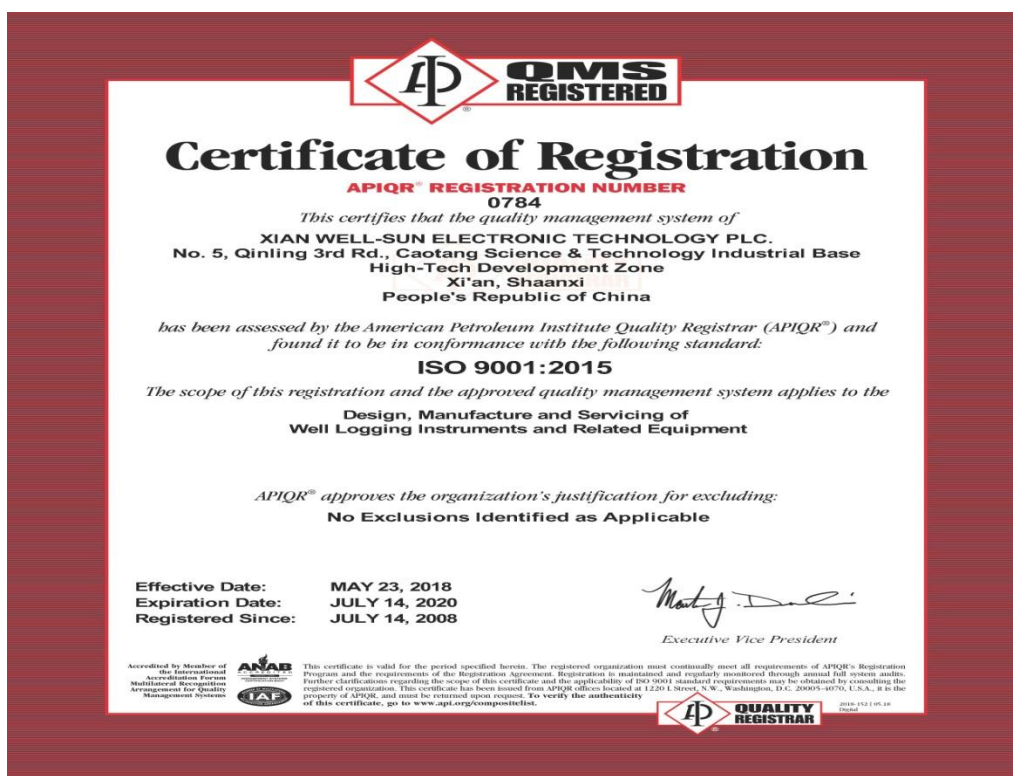 API
QMS
REGISTERED
®
Certificate of Registration
APIQR® REGISTRATION NUMBER
0784
This certifies that the quality management system of
XIAN WELL-SUN ELECTRONIC TECHNOLOGY PLC.
No. 5, Qinling 3rd Rd., Caotang Science & Technology Industrial Base
High-Tech Development Zone
Xi'an, Shaanxi
People's Republic of China
has been assessed by the American Petroleum Institute Quality Registrar (APIQR®) and
found it to be in conformance with the following standard:
ISO 9001:2015
The scope of this registration and the approved quality management system applies to the
Design, Manufacture and Servicing of
Well Logging Instruments and Related Equipment
APIQR® approves the organization's justification for excluding:
No Exclusions Identified as Applicable
Effective Date: MAY 23, 2018
Expiration Date: JULY 14, 2020
Registered Since: JULY 14, 2008
Executive Vice President
Accredited by Member of
the International
Accreditation Forum
Multilateral Recognition
Arrangement for Quality
Management Systems
ANAB
IAF
This certificate is valid for the period specified herein. The registered organization must continually meet all requirements of APIQR's Registration
Program and the requirements of the Registration Agreement. Registration is maintained and regularly monitored through annual full system audits.
Further clarifications regarding the scope of this certificate and the applicability of ISO 9001 standard requirements may be obtained by consulting the
registered organization. This certificate has been issued from APIQR offices located at 1220 L Street, N.W., Washington, D.C. 20005-4070, U.S.A., it is the
property of APIQR, and must be returned upon request. To verify the authenticity
of this certificate, go to www.api.org/compositelist.
API
QUALITY
REGISTRAR
®
2018-152 | 05.18
Digital